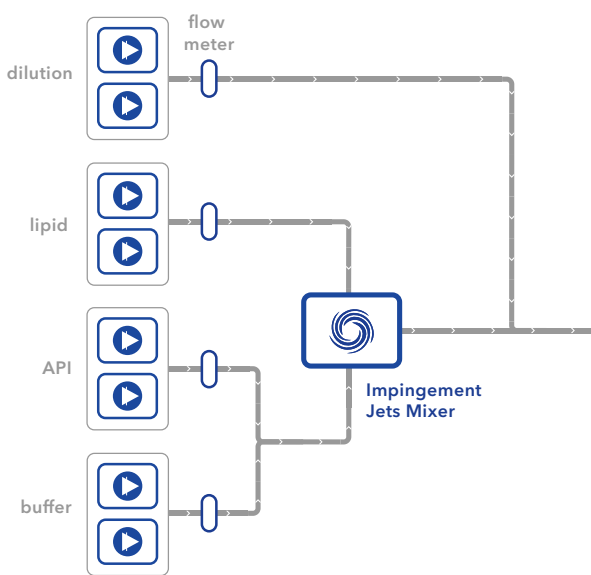 flow
meter
dilution
lipid
API
Impingement
Jets Mixer
buffer